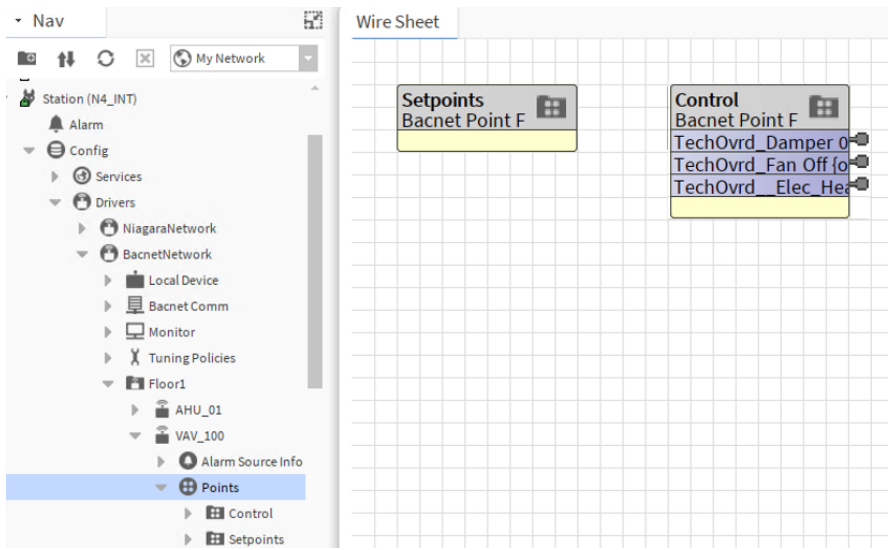 Nav
My Network
Station (N4_INT)
Alarm
Config
Services
Drivers
NiagaraNetwork
BacnetNetwork
Local Device
Bacnet Comm
Monitor
Tuning Policies
Floor1
AHU_01
VAV_100
Alarm Source Info
Points
Control
Setpoints
Wire Sheet
Setpoints
Bacnet Point F
Control
Bacnet Point F
TechOvrd_Damper 0
TechOvrd_Fan Off {o
TechOvrd__Elec_Hea